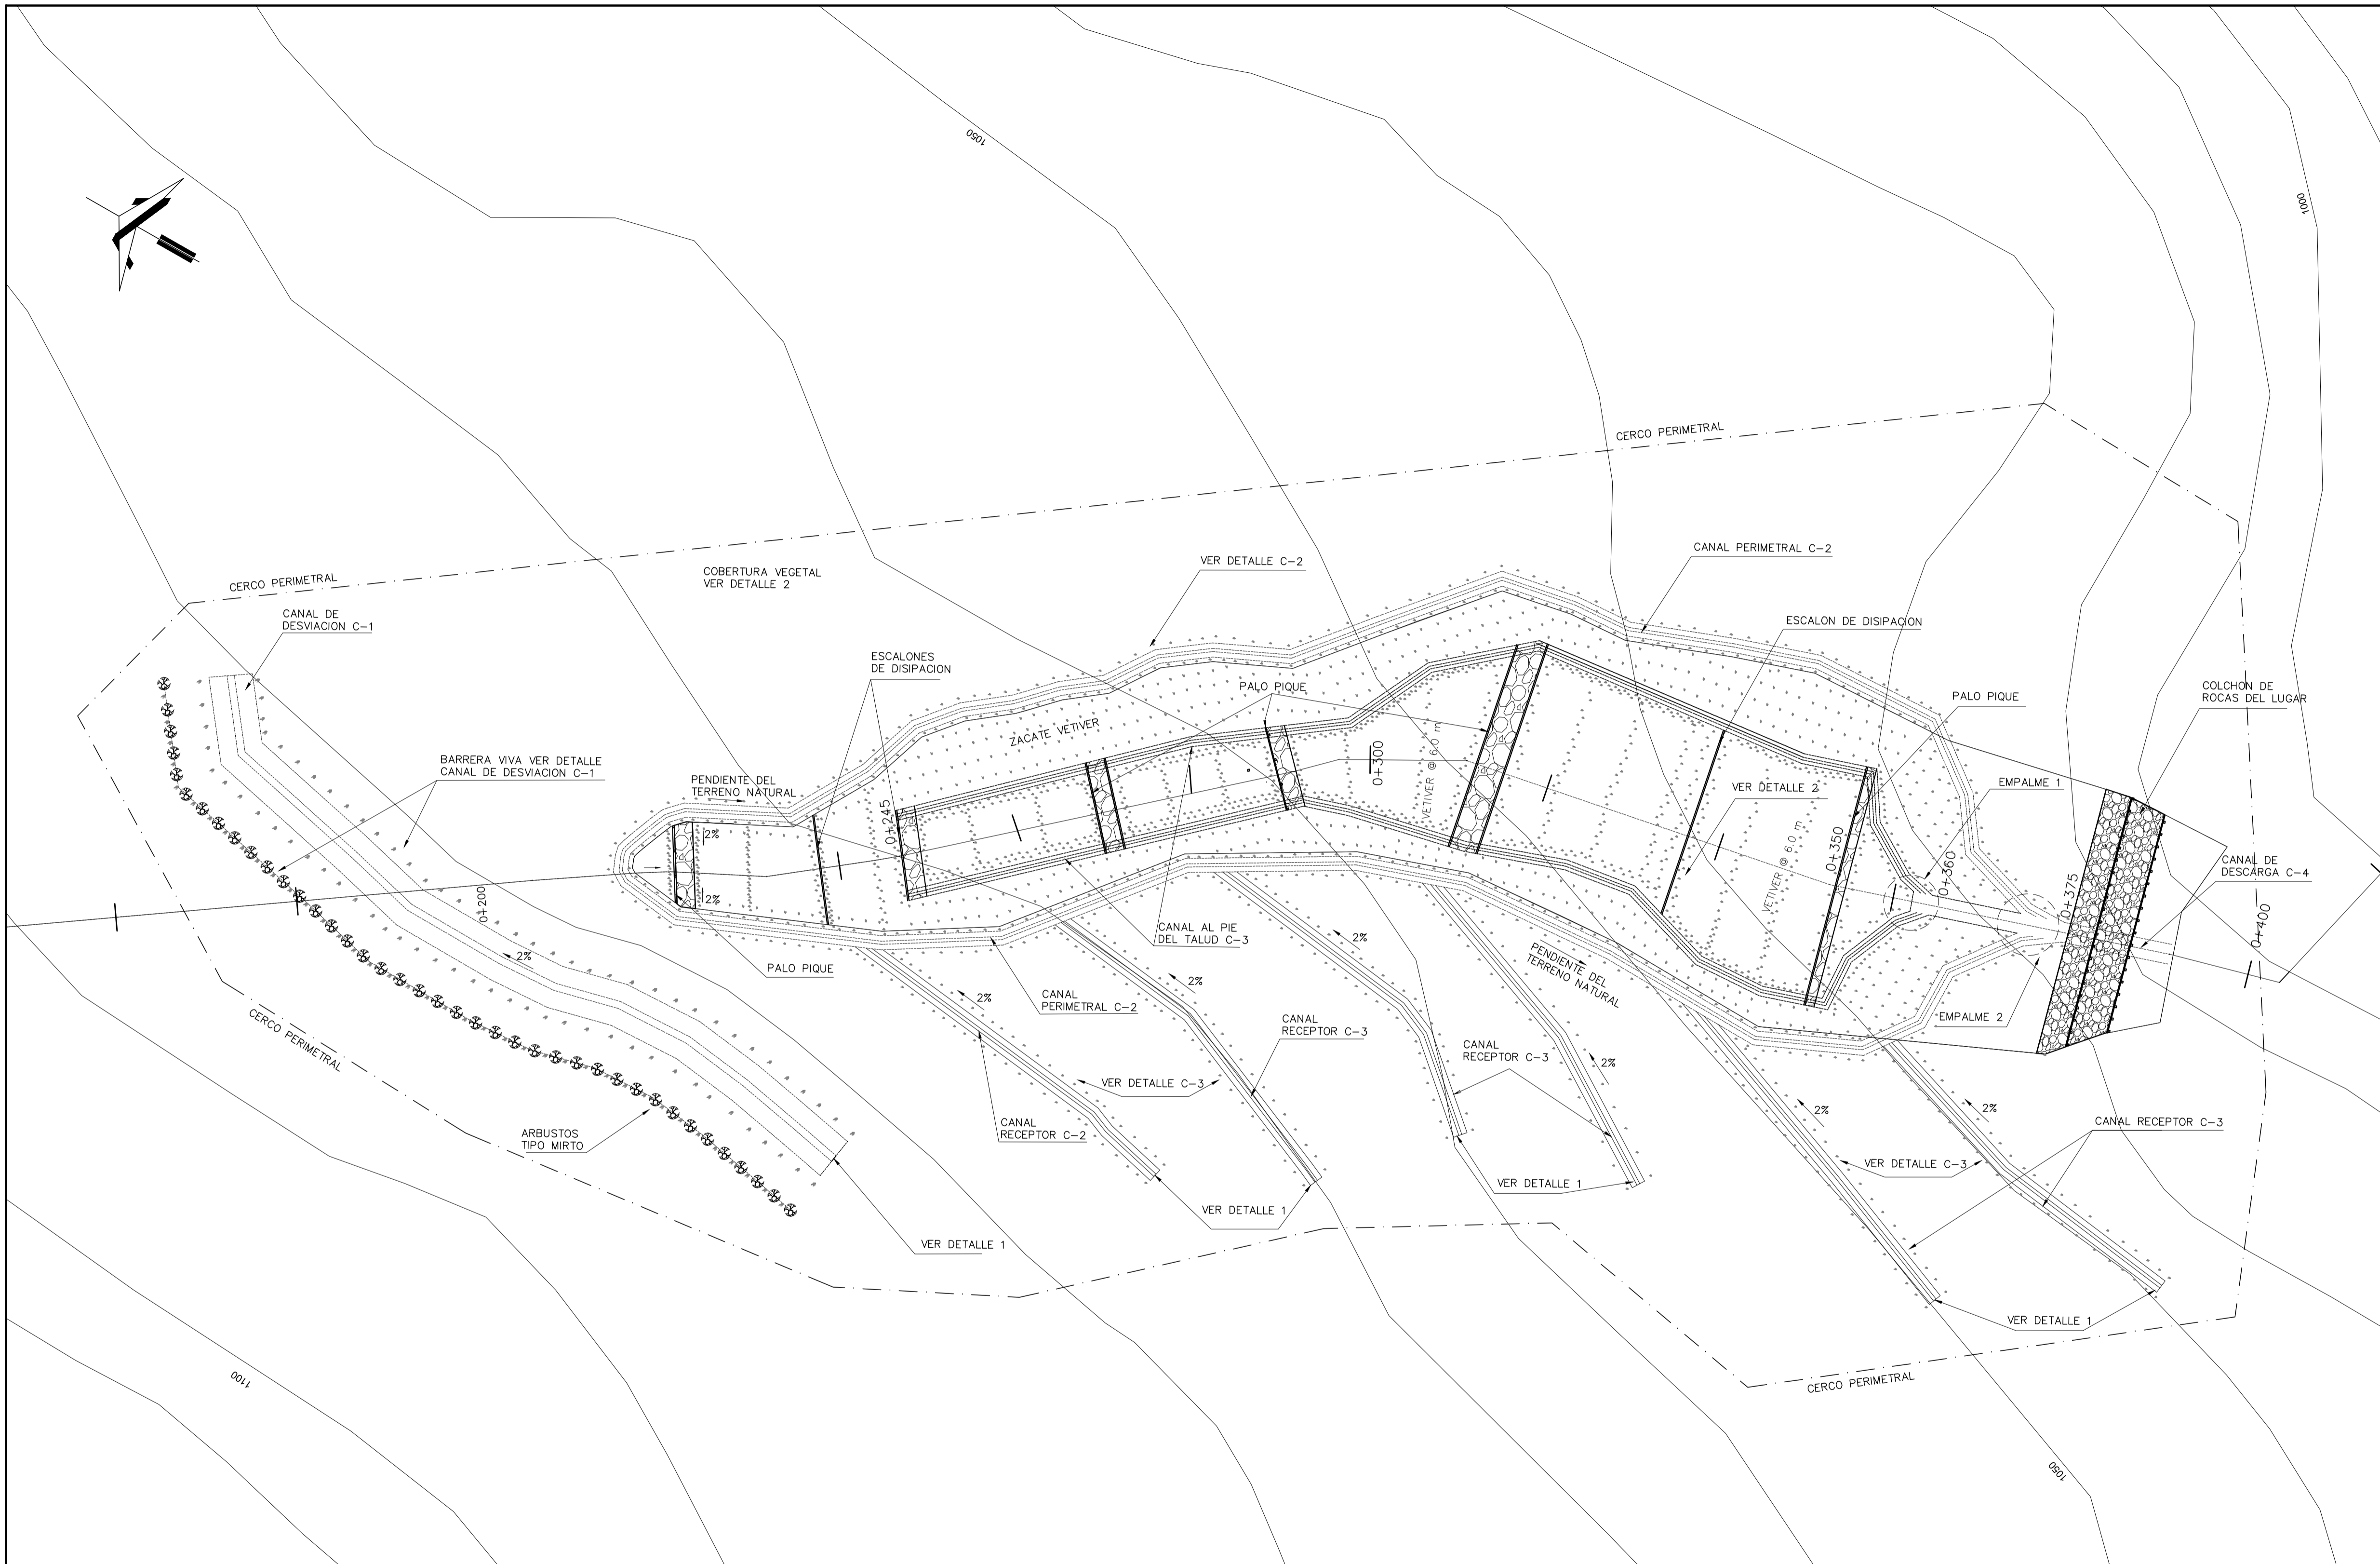 1050
1000
CERCO PERIMETRAL
CERCO PERIMETRAL
CANAL DE
DESVIACION C-1
COBERTURA VEGETAL
VER DETALLE 2
VER DETALLE C-2
CANAL PERIMETRAL C-2
ESCALON DE DISIPACION
ESCALONES
DE DISIPACION
PALO PIQUE
PALO PIQUE
COLCHON DE
ROCAS DEL LUGAR
ZACATE VETIVER
BARRERA VIVA VER DETALLE
CANAL DE DESVIACION C-1
PENDIENTE DEL
TERRENO NATURAL
0+300
VETIVER @ 6.0 m
VER DETALLE 2
EMPALME 1
0+245
2%
2%
0+350
VETIVER @ 6.0 m
0+360
0+375
CANAL DE
DESCARGA C-4
0+200
0+400
CANAL AL PIE
DEL TALUD C-3
2%
PALO PIQUE
2%
PENDIENTE DEL
TERRENO NATURAL
2%
2%
CANAL
PERIMETRAL C-2
CANAL
RECEPTOR C-3
EMPALME 2
CERCO PERIMETRAL
CANAL
RECEPTOR C-3
2%
VER DETALLE C-3
2%
2%
CANAL
RECEPTOR C-2
CANAL RECEPTOR C-3
ARBUSTOS
TIPO MIRTO
VER DETALLE C-3
VER DETALLE 1
VER DETALLE 1
VER DETALLE 1
VER DETALLE 1
CERCO PERIMETRAL
1100
1050